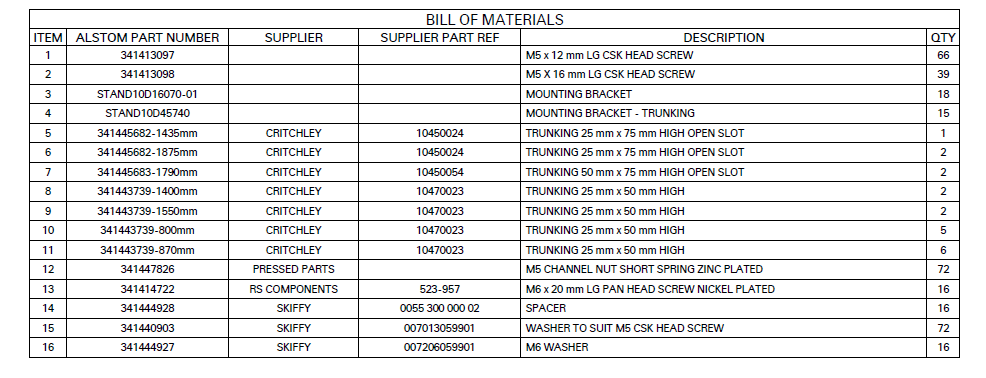 BILL OF MATERIALS
ITEM ALSTOM PART NUMBER SUPPLIER SUPPLIER PART REF DESCRIPTION QTY
1 341413097 M5 x 12 mm LG CSK HEAD SCREW 66
2 341413098 M5 X 16 mm LG CSK HEAD SCREW 39
3 STAND10D16070-01 MOUNTING BRACKET 18
4 STAND10D45740 MOUNTING BRACKET - TRUNKING 15
5 341445682-1435mm CRITCHLEY 10450024 TRUNKING 25 mm x 75 mm HIGH OPEN SLOT 1
6 341445682-1875mm CRITCHLEY 10450024 TRUNKING 25 mm x 75 mm HIGH OPEN SLOT 2
7 341445683-1790mm CRITCHLEY 10450054 TRUNKING 50 mm x 75 mm HIGH OPEN SLOT 2
8 341443739-1400mm CRITCHLEY 10470023 TRUNKING 25 mm x 50 mm HIGH 2
9 341443739-1550mm CRITCHLEY 10470023 TRUNKING 25 mm x 50 mm HIGH 2
10 341443739-800mm CRITCHLEY 10470023 TRUNKING 25 mm x 50 mm HIGH 5
11 341443739-870mm CRITCHLEY 10470023 TRUNKING 25 mm x 50 mm HIGH 6
12 341447826 PRESSED PARTS M5 CHANNEL NUT SHORT SPRING ZINC PLATED 72
13 341414722 RS COMPONENTS 523-957 M6 x 20 mm LG PAN HEAD SCREW NICKEL PLATED 16
14 341444928 SKIFFY 0055 300 000 02 SPACER 16
15 341440903 SKIFFY 007013059901 WASHER TO SUIT M5 CSK HEAD SCREW 72
16 341444927 SKIFFY 007206059901 M6 WASHER 16